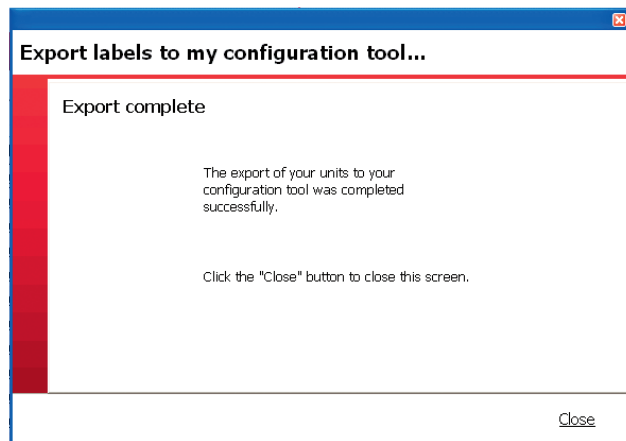 Export labels to my configuration tool...
Export complete
The export of your units to your
configuration tool was completed
successfully.
Click the "Close" button to close this screen.
Close